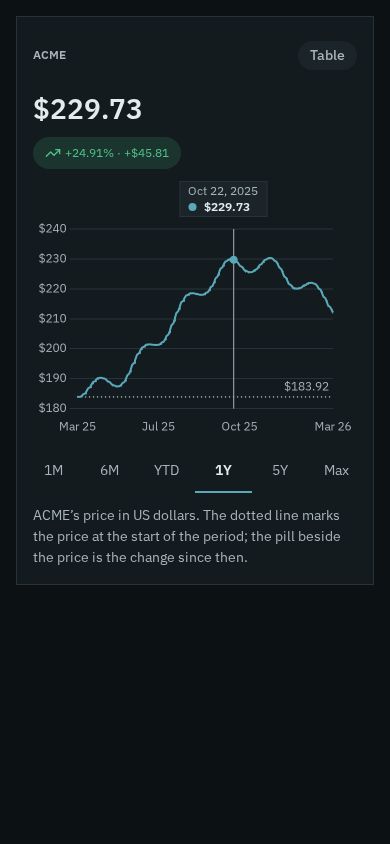 ACME
Table
$229.73
+24.91% · +$45.81
Oct 22, 2025
$229.73
$240
$230
$220
$210
$200
$190
$183.92
$180
Mar 25 Jul 25 Oct 25 Mar 26
1M 6M YTD 1Y 5Y Max
ACME’s price in US dollars. The dotted line marks
the price at the start of the period; the pill beside
the price is the change since then.